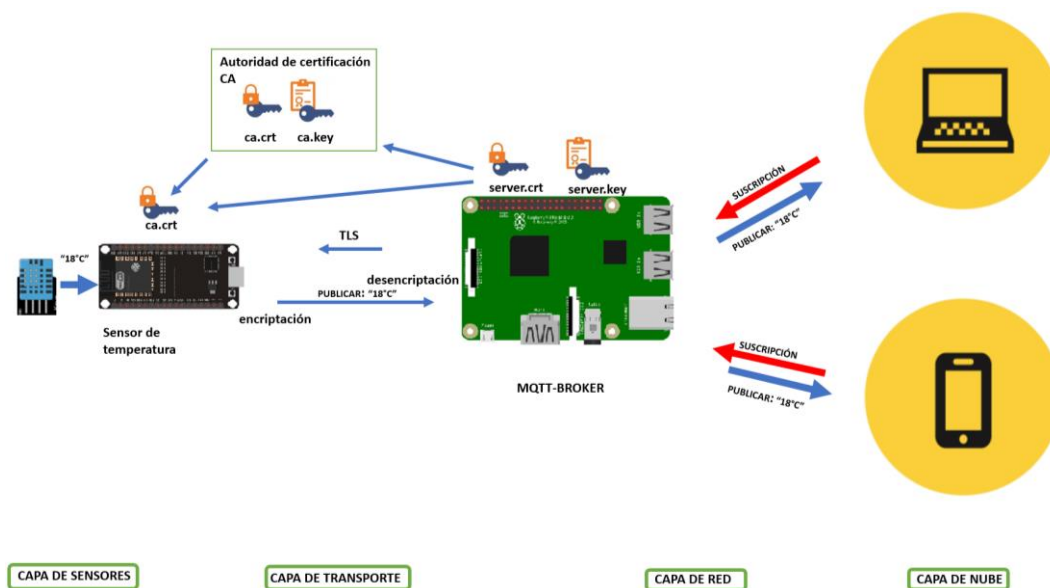 Autoridad de certificación
CA
ca.crt
ca.key
server.crt
server.key
ca.crt
SUSCRIPCIÓN
PUBLICAR: "18°C"
TLS
"18°C"
desencriptación
PUBLICAR: "18°C"
encriptación
Sensor de
temperatura
MQTT-BROKER
SUSCRIPCIÓN
PUBLICAR: "18°C"
CAPA DE SENSORES
CAPA DE TRANSPORTE
CAPA DE RED
CAPA DE NUBE